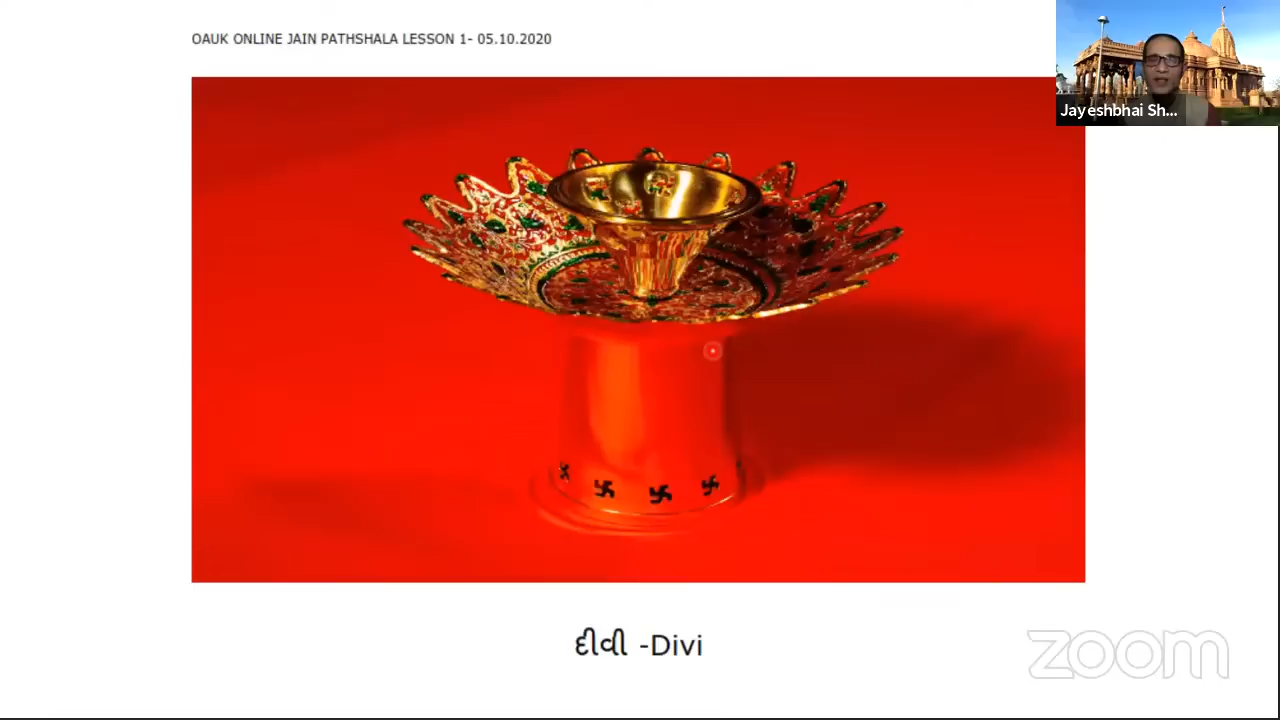 OAUK ONLINE JAIN PATHSHALA LESSON 1- 05.10.2020
Jayeshbhai Sh...
દીવી -Divi
zoom